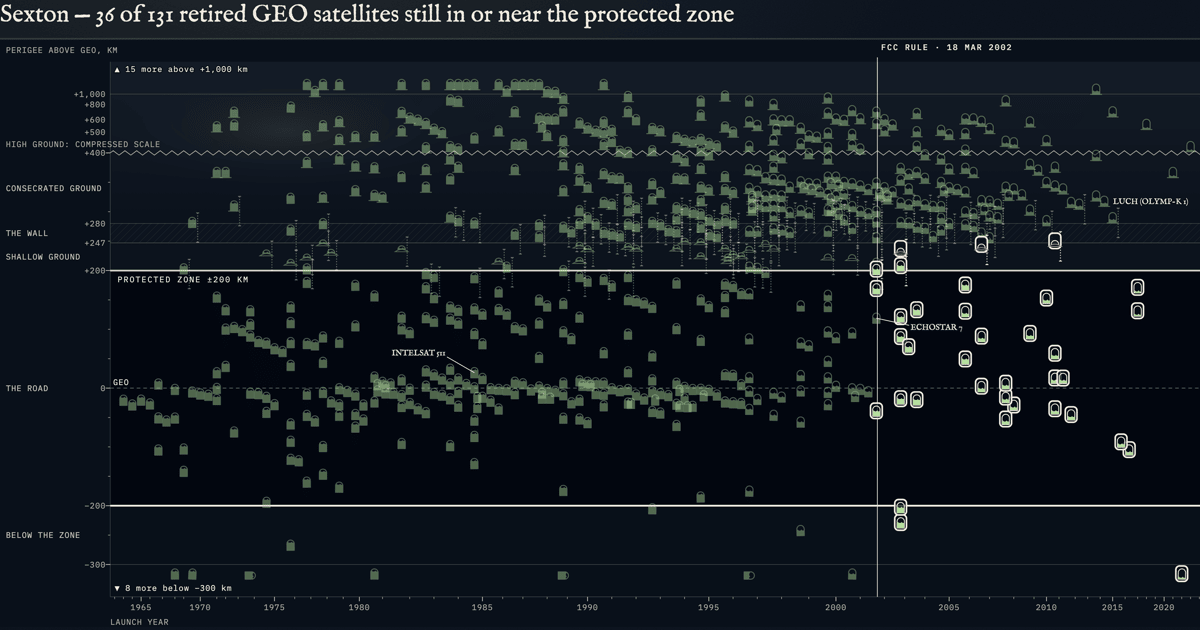 Sexton — 36 of 131 retired GEO satellites still in or near the protected zone
PERIGEE ABOVE GEO, KM
FCC RULE · 18 MAR 2002
▲ 15 more above +1,000 km
+1,000
+800
+600
+500
HIGH GROUND: COMPRESSED SCALE
+400
CONSECRATED GROUND
LUCH (OLYMP-K 1)
+280
THE WALL
+247
SHALLOW GROUND
+200
PROTECTED ZONE ±200 KM
ECHOSTAR 7
INTELSAT 511
GEO
THE ROAD
0
−200
BELOW THE ZONE
−300
▼ 8 more below −300 km
1965
1970
1975
1980
1985
1990
1995
2000
2005
2010
2015
2020
LAUNCH YEAR